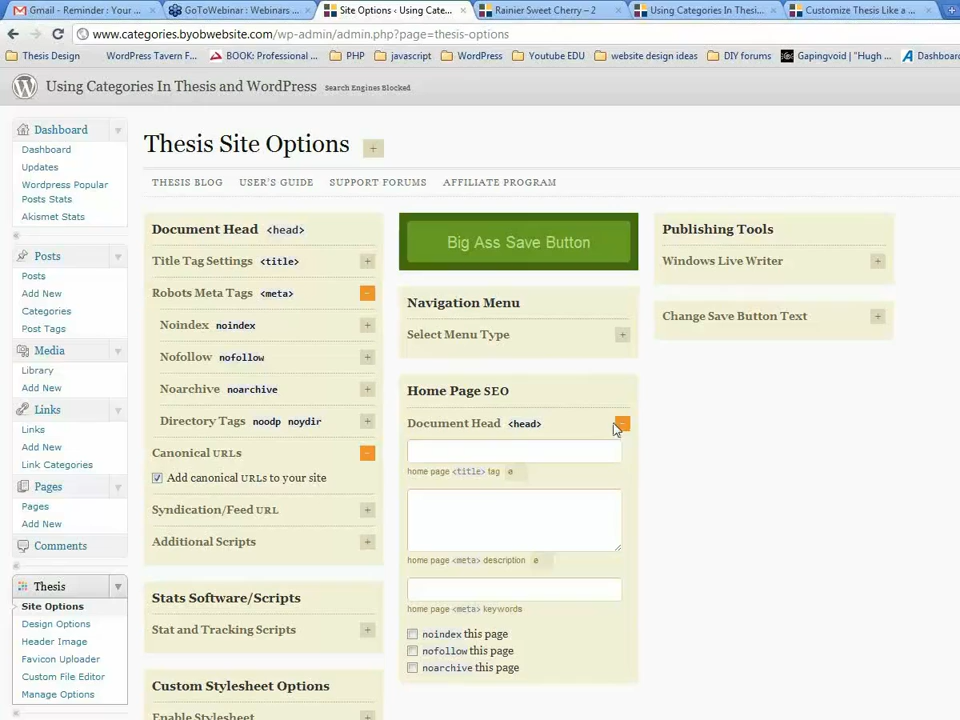 Gmail - Reminder : Your ...
GoToWebinar : Webinars ...
Site Options ‹ Using Cate...
Rainier Sweet Cherry – 2
Using Categories In Thesi...
Customize Thesis Like a ...
www.categories.byobwebsite.com/wp-admin/admin.php?page=thesis-options
Thesis Design
WordPress Tavern F...
BOOK: Professional ...
PHP
javascript
WordPress
Youtube EDU
website design ideas
DIY forums
Gapingvoid | "Hugh ...
Dashboard
Using Categories In Thesis and WordPress
Search Engines Blocked
Dashboard
Dashboard
Updates
Wordpress Popular
Posts Stats
Akismet Stats
Posts
Posts
Add New
Categories
Post Tags
Media
Library
Add New
Links
Links
Add New
Link Categories
Pages
Pages
Add New
Comments
Thesis
Site Options
Design Options
Header Image
Favicon Uploader
Custom File Editor
Manage Options
Thesis Site Options +
THESIS BLOG USER'S GUIDE SUPPORT FORUMS AFFILIATE PROGRAM
Document Head <head>
Title Tag Settings <title> +
Robots Meta Tags <meta> −
Noindex noindex +
Nofollow nofollow +
Noarchive noarchive +
Directory Tags noodp noydir +
Canonical URLs −
Add canonical URLs to your site
Syndication/Feed URL +
Additional Scripts +
Stats Software/Scripts
Stat and Tracking Scripts +
Custom Stylesheet Options
Enable Stylesheet +
Big Ass Save Button
Navigation Menu
Select Menu Type +
Home Page SEO
Document Head <head> −
home page <title> tag ø
home page <meta> description ø
home page <meta> keywords
noindex this page
nofollow this page
noarchive this page
Publishing Tools
Windows Live Writer +
Change Save Button Text +